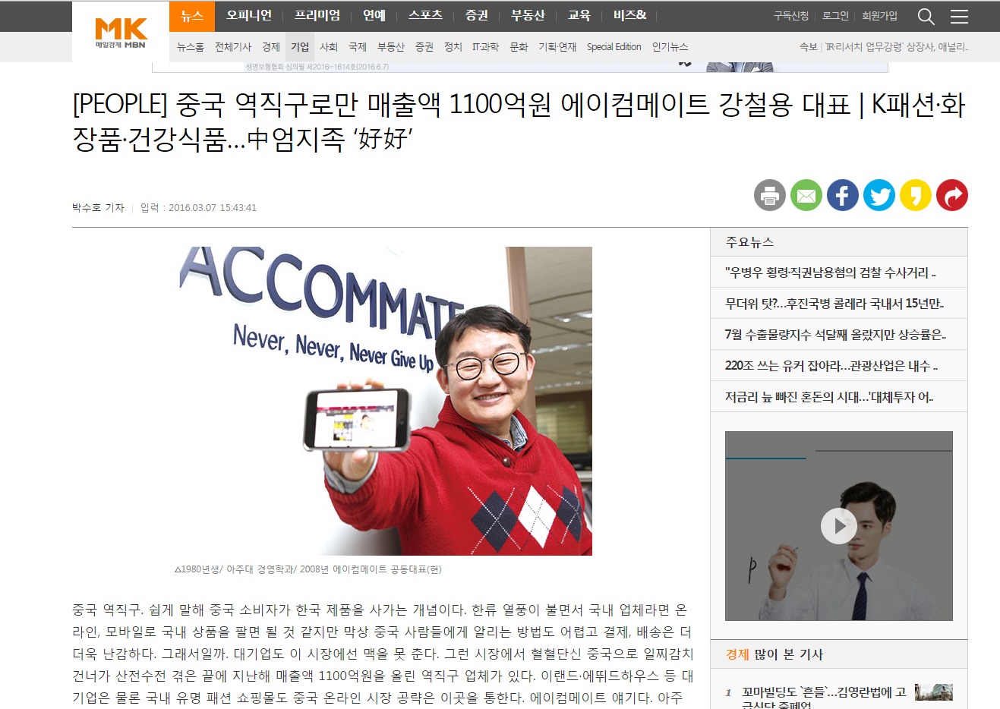 MK
매일경제 MBN
뉴스 오피니언 프리미엄 연예 스포츠 증권 부동산 교육 비즈& 구독신청 로그인 회원가입
뉴스홈 전체기사 경제 기업 사회 국제 부동산 증권 정치 IT·과학 문화 기획·연재 Special Edition 인기뉴스 속보 | 'IR·리서치 업무강령' 상장사, 애널리..
생명보험협회 심의필 제2016-1614호(2016.6.7)
[PEOPLE] 중국 역직구로만 매출액 1100억원 에이컴메이트 강철용 대표 | K패션·화
장품·건강식품…中엄지족 ‘好好’
박수호 기자 | 입력 : 2016.03.07 15:43:41
ACCOMMATE
Never, Never, Never Give Up
△1980년생/ 아주대 경영학과/ 2008년 에이컴메이트 공동대표(현)
중국 역직구. 쉽게 말해 중국 소비자가 한국 제품을 사가는 개념이다. 한류 열풍이 불면서 국내 업체라면 온
라인, 모바일로 국내 상품을 팔면 될 것 같지만 막상 중국 사람들에게 알리는 방법도 어렵고 결제, 배송은 더
더욱 난감하다. 그래서일까. 대기업도 이 시장에선 맥을 못 춘다. 그런 시장에서 혈혈단신 중국으로 일찌감치
건너가 산전수전 겪은 끝에 지난해 매출액 1100억원을 올린 역직구 업체가 있다. 이랜드·에뛰드하우스 등 대
기업은 물론 국내 유명 패션 쇼핑몰도 중국 온라인 시장 공략은 이곳을 통한다. 에이컴메이트 얘기다. 아주
주요뉴스
"우병우 횡령·직권남용혐의 검찰 수사거리 ..
무더위 탓?…후진국병 콜레라 국내서 15년만..
7월 수출물량지수 석달째 올랐지만 상승률은..
220조 쓰는 유커 잡아라…관광산업은 내수 ..
저금리 늪 빠진 혼돈의 시대…'대체투자 어..
경제 많이 본 기사
1 꼬마빌딩도 `흔들`…김영란법에 고
급식당 줄폐업